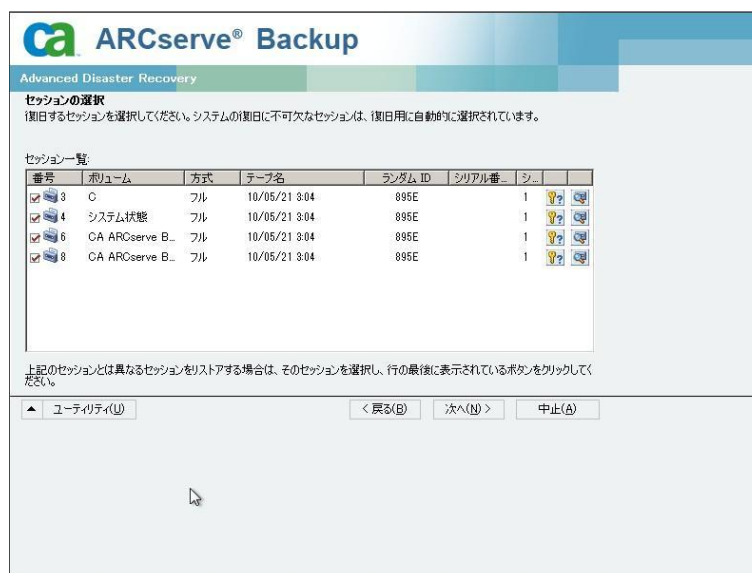 ca ARCserve® Backup
Advanced Disaster Recovery
セッションの選択
復旧するセッションを選択してください。システムの復旧に不可欠なセッションは、復旧用に自動的に選択されています。
セッション一覧:
番号 ボリューム 方式 テープ名 ランダム ID シリアル番... シ...
3 C フル 10/05/21 3:04 895E 1
4 システム状態 フル 10/05/21 3:04 895E 1
6 CA ARCserve B... フル 10/05/21 3:04 895E 1
8 CA ARCserve B... フル 10/05/21 3:04 895E 1
上記のセッションとは異なるセッションをリストアする場合は、そのセッションを選択し、行の最後に表示されているボタンをクリックしてく
ださい。
ユーティリティ(U) < 戻る(B) 次へ(N) > 中止(A)